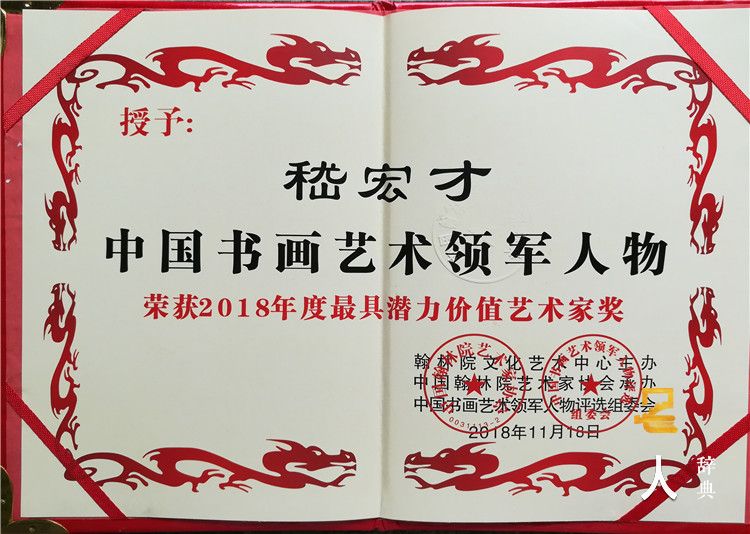 授予：
嵇宏才
中国书画艺术领军人物
荣获2018年度最具潜力价值艺术家奖
翰林院文化艺术中心主办
中国翰林院艺术家协会承办
中国书画艺术领军人物评选组委会
2018年11月18日
组委会
名人
辞典